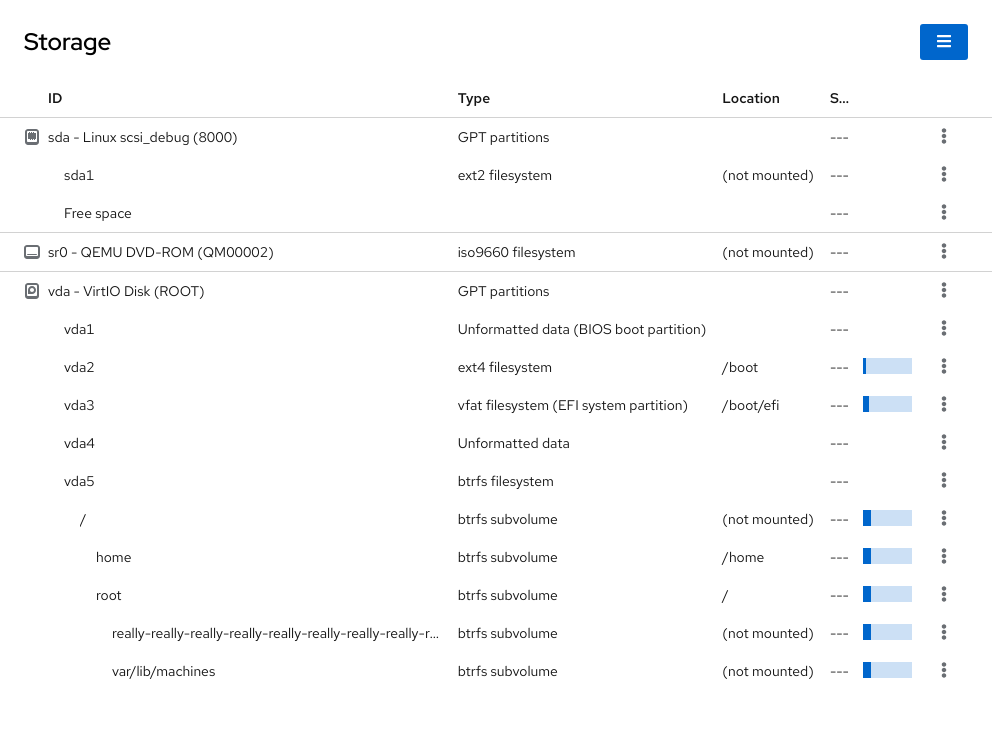 Storage
ID Type Location S...
sda - Linux scsi_debug (8000) GPT partitions ---
sda1 ext2 filesystem (not mounted) ---
Free space ---
sr0 - QEMU DVD-ROM (QM00002) iso9660 filesystem (not mounted) ---
vda - VirtIO Disk (ROOT) GPT partitions ---
vda1 Unformatted data (BIOS boot partition) ---
vda2 ext4 filesystem /boot ---
vda3 vfat filesystem (EFI system partition) /boot/efi ---
vda4 Unformatted data ---
vda5 btrfs filesystem ---
/ btrfs subvolume (not mounted) ---
home btrfs subvolume /home ---
root btrfs subvolume / ---
really-really-really-really-really-really-really-really-r... btrfs subvolume (not mounted) ---
var/lib/machines btrfs subvolume (not mounted) ---